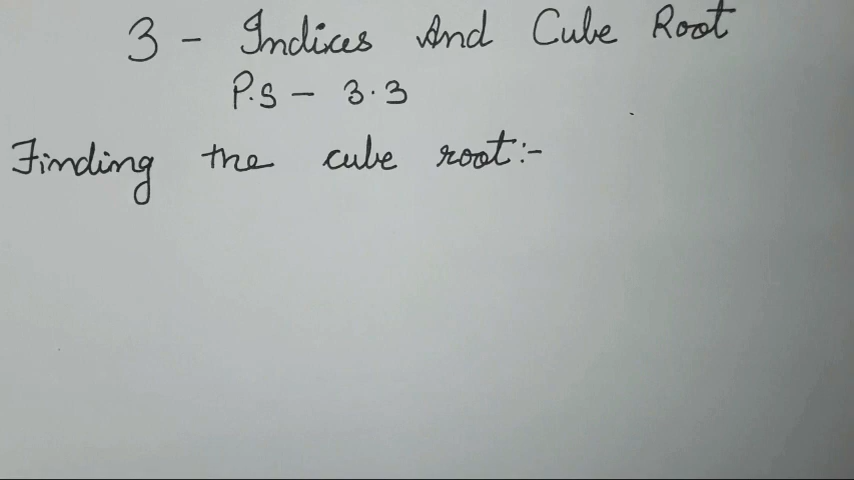 3 - Indices And Cube Root
P.S - 3.3
Finding the cube root:-